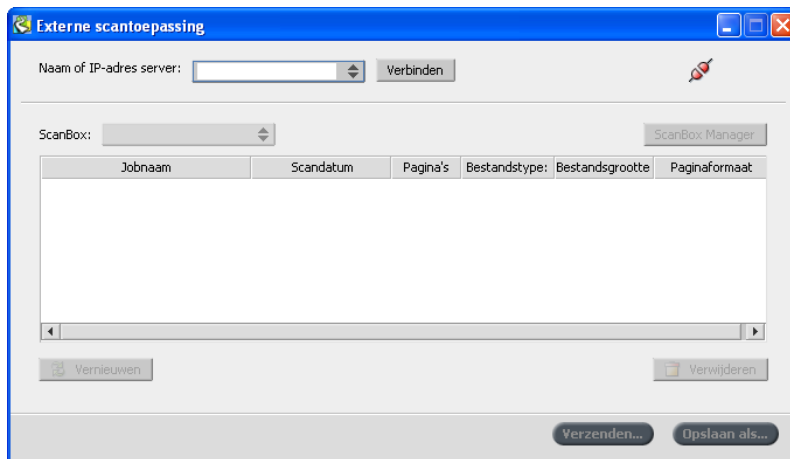 Externe scantoepassing
Naam of IP-adres server: Verbinden
ScanBox: ScanBox Manager
Jobnaam Scandatum Pagina's Bestandstype: Bestandsgrootte Paginaformaat
Vernieuwen Verwijderen
Verzenden... Opslaan als...